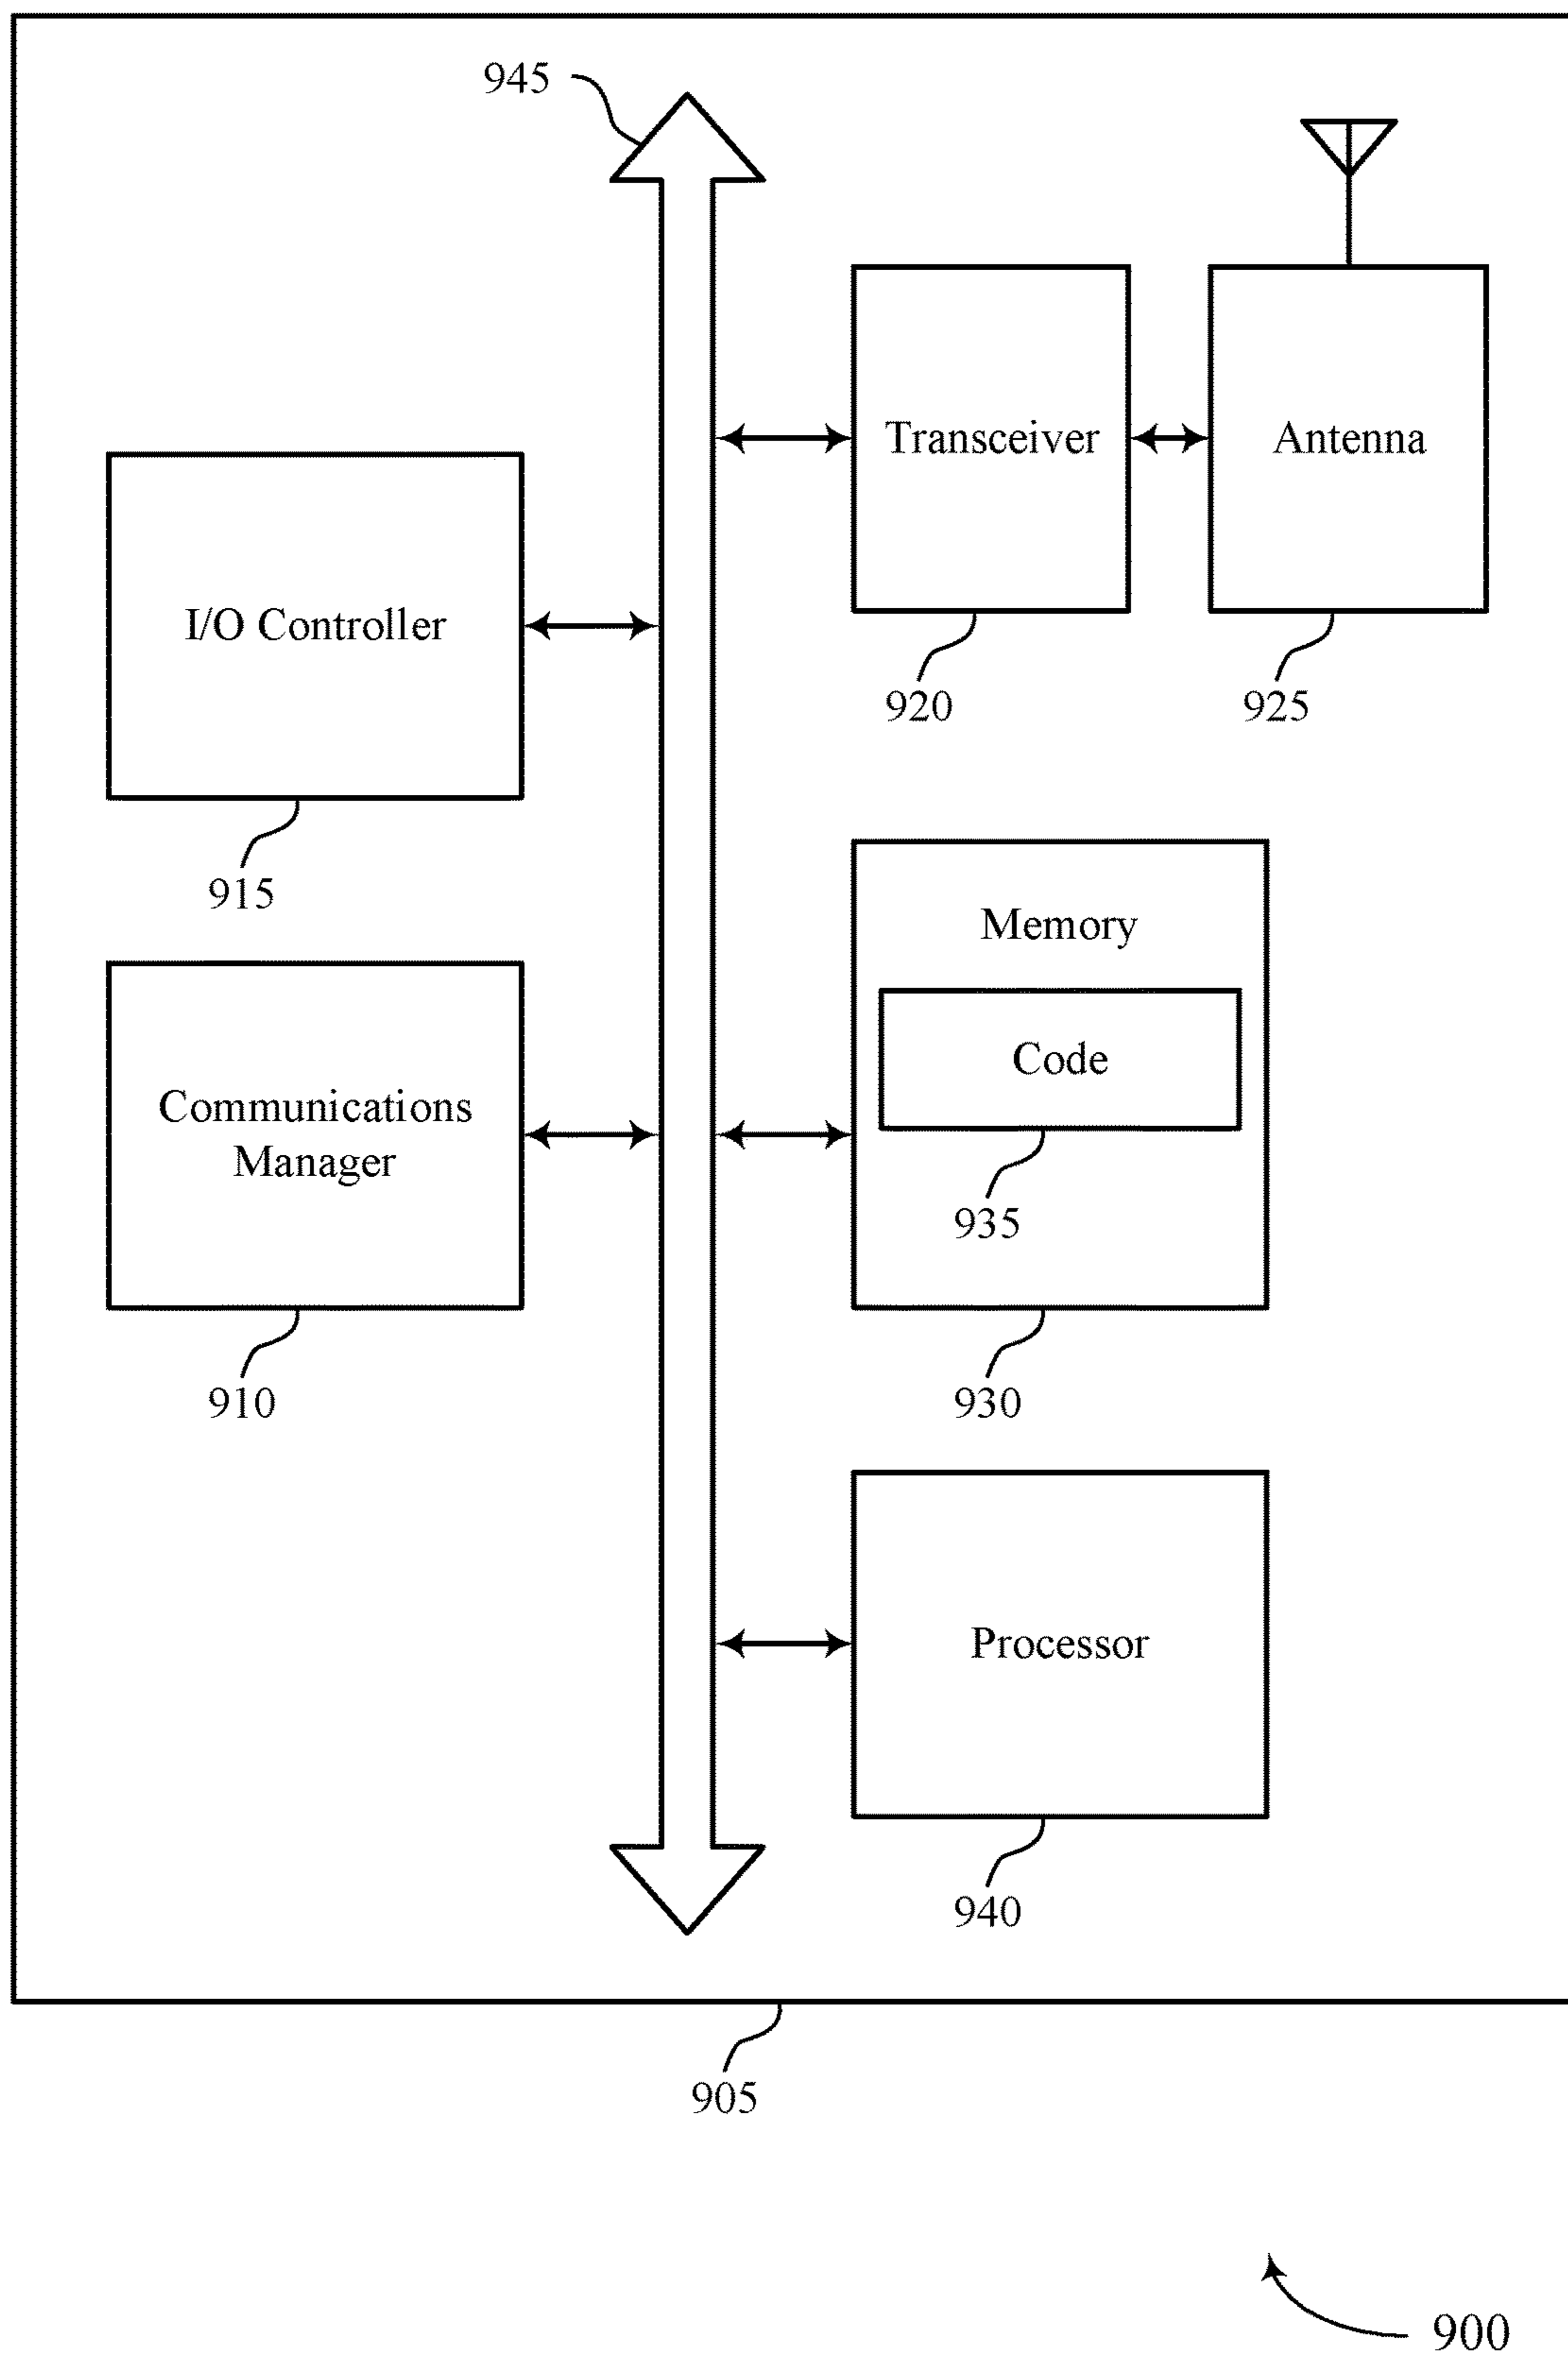 945
Transceiver
Antenna
I/O Controller
920
925
915
Memory
Code
Communications
Manager
935
910
930
Processor
940
905
900